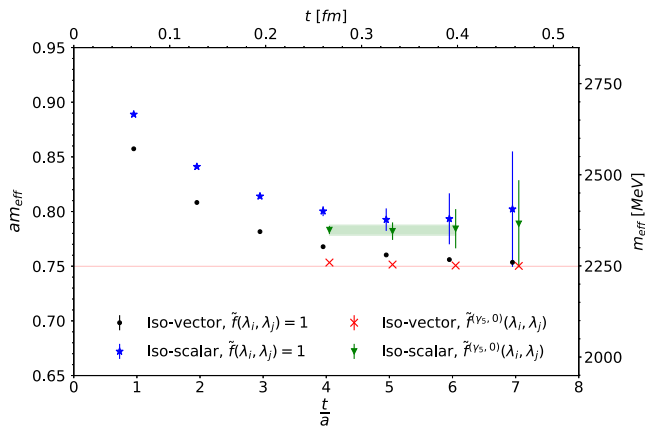 t [fm]
0.0 0.1 0.2 0.3 0.4 0.5
0.95
0.90
0.85
0.80
0.75
0.70
0.65
am_eff
2750
2500
2250
2000
m_eff [MeV]
Iso-vector, f̃(λ_i, λ_j) = 1
Iso-scalar, f̃(λ_i, λ_j) = 1
Iso-vector, f̃^(γ₅, 0)(λ_i, λ_j)
Iso-scalar, f̃^(γ₅, 0)(λ_i, λ_j)
0 1 2 3 4 5 6 7 8
t/a